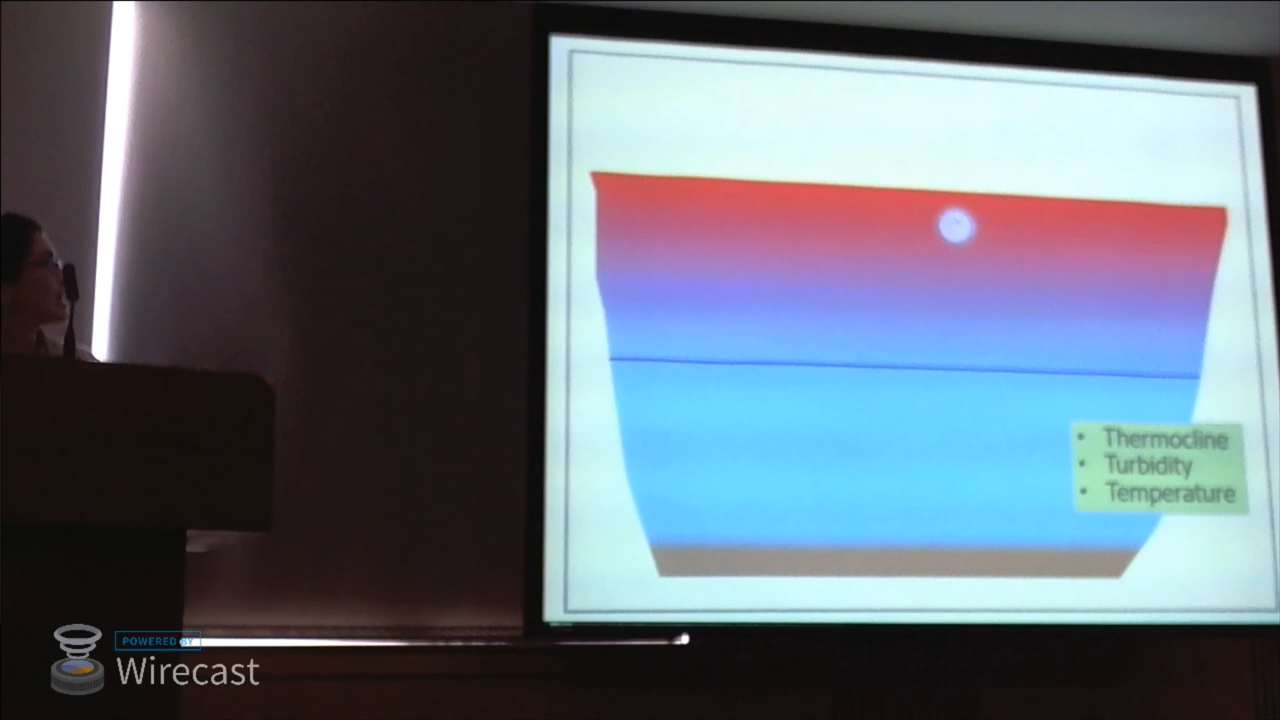 • Thermocline
• Turbidity
• Temperature
POWERED BY
Wirecast